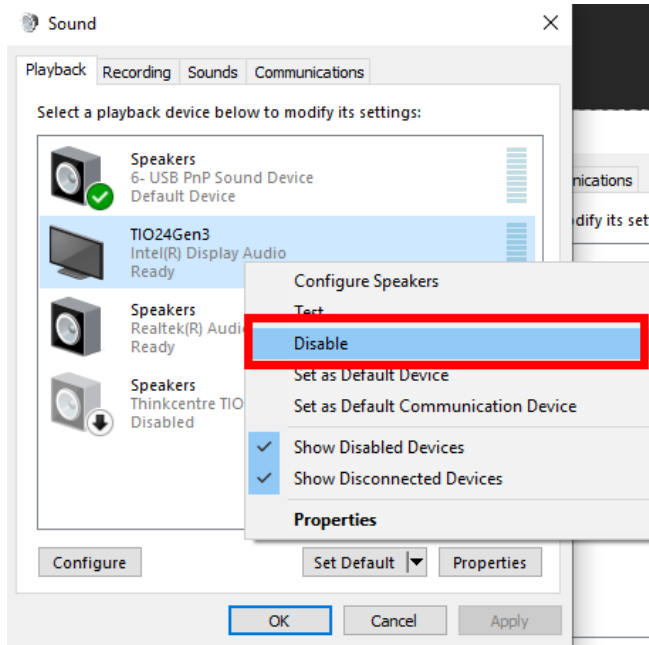 Sound
Playback Recording Sounds Communications
Select a playback device below to modify its settings:
Speakers
6- USB PnP Sound Device
Default Device
TIO24Gen3
Intel(R) Display Audio
Ready
Speakers
Realtek(R) Audi
Ready
Speakers
Thinkcentre TIO
Disabled
Configure Speakers
Test
Disable
Set as Default Device
Set as Default Communication Device
Show Disabled Devices
Show Disconnected Devices
Properties
Configure Set Default Properties
OK Cancel Apply
nications
dify its set